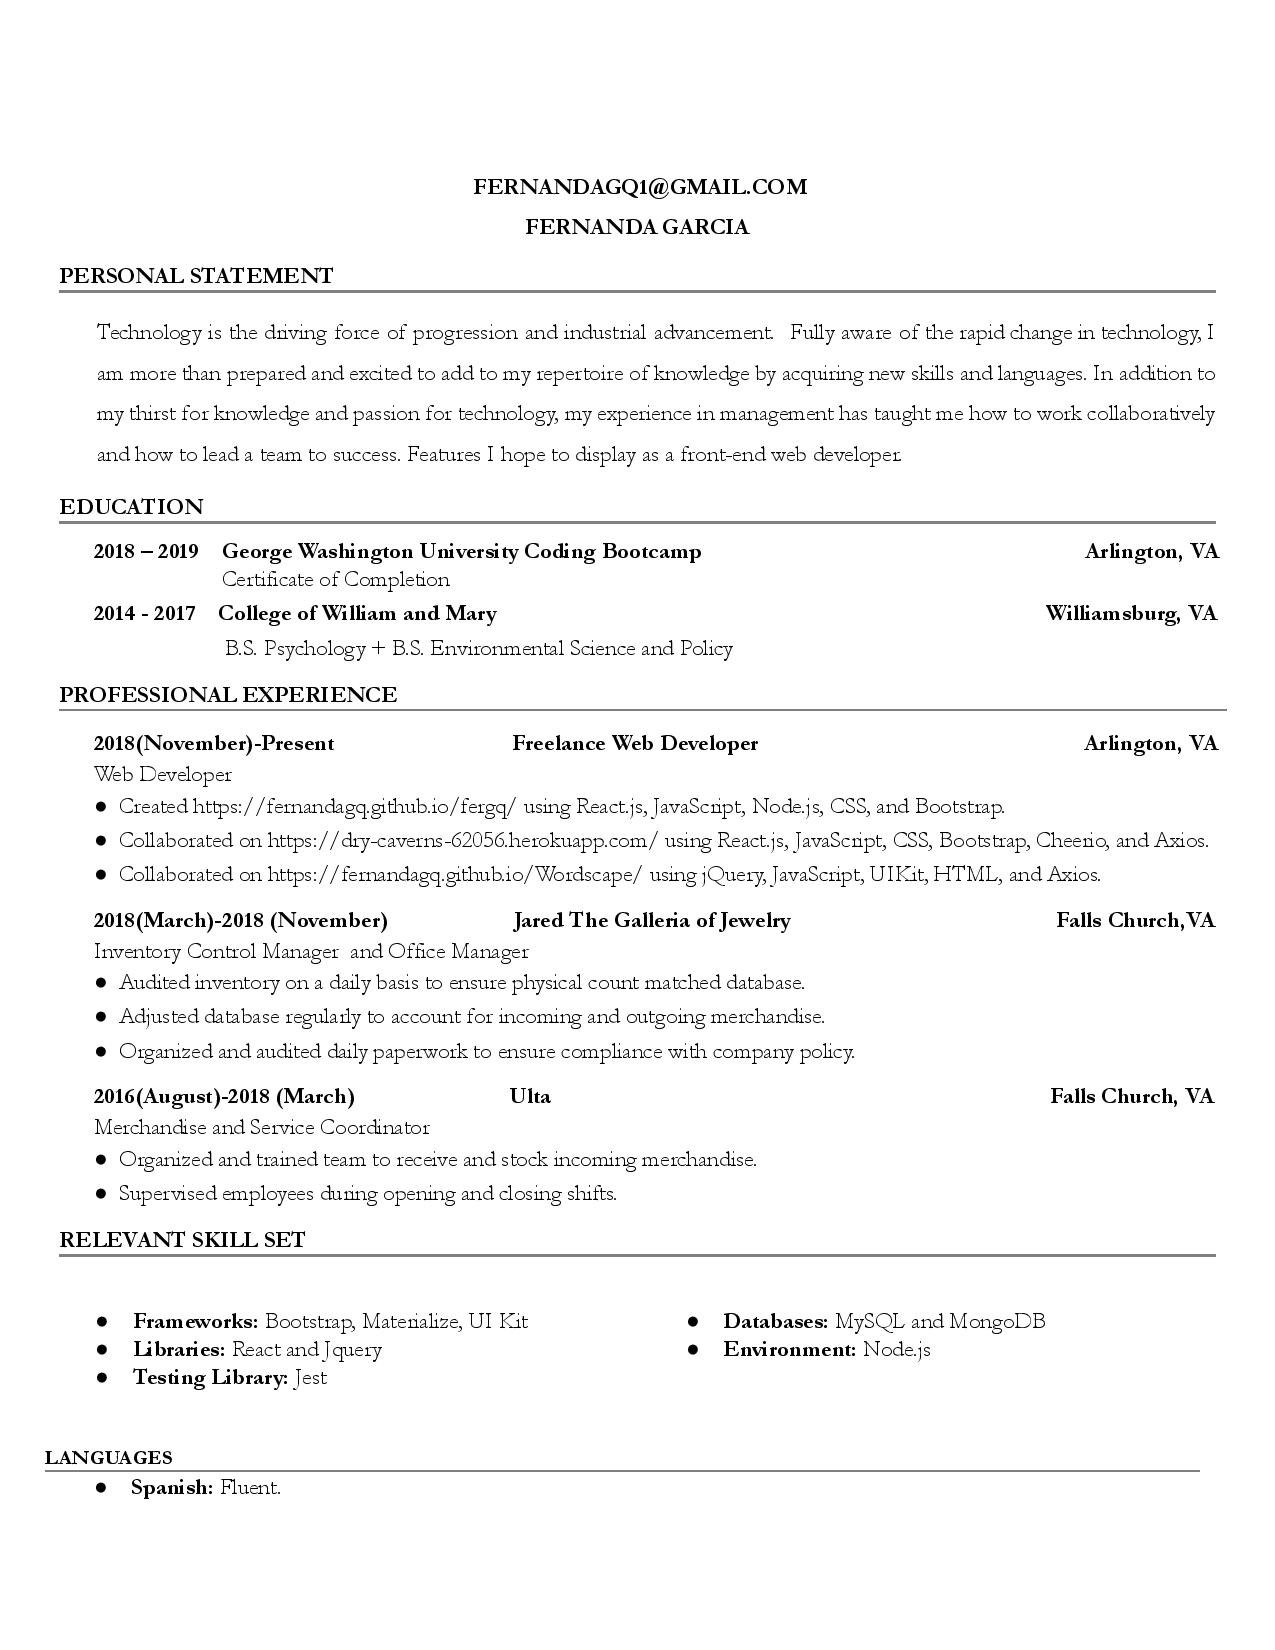 FERNANDAGQ1@GMAIL.COM
FERNANDA GARCIA
PERSONAL STATEMENT
Technology is the driving force of progression and industrial advancement. Fully aware of the rapid change in technology, I
am more than prepared and excited to add to my repertoire of knowledge by acquiring new skills and languages. In addition to
my thirst for knowledge and passion for technology, my experience in management has taught me how to work collaboratively
and how to lead a team to success. Features I hope to display as a front-end web developer.
EDUCATION
2018 – 2019 George Washington University Coding Bootcamp Arlington, VA
Certificate of Completion
2014 - 2017 College of William and Mary Williamsburg, VA
B.S. Psychology + B.S. Environmental Science and Policy
PROFESSIONAL EXPERIENCE
2018(November)-Present Freelance Web Developer Arlington, VA
Web Developer
● Created https://fernandagq.github.io/fergq/ using React.js, JavaScript, Node.js, CSS, and Bootstrap.
● Collaborated on https://dry-caverns-62056.herokuapp.com/ using React.js, JavaScript, CSS, Bootstrap, Cheerio, and Axios.
● Collaborated on https://fernandagq.github.io/Wordscape/ using jQuery, JavaScript, UIKit, HTML, and Axios.
2018(March)-2018 (November) Jared The Galleria of Jewelry Falls Church,VA
Inventory Control Manager and Office Manager
● Audited inventory on a daily basis to ensure physical count matched database.
● Adjusted database regularly to account for incoming and outgoing merchandise.
● Organized and audited daily paperwork to ensure compliance with company policy.
2016(August)-2018 (March) Ulta Falls Church, VA
Merchandise and Service Coordinator
● Organized and trained team to receive and stock incoming merchandise.
● Supervised employees during opening and closing shifts.
RELEVANT SKILL SET
● Frameworks: Bootstrap, Materialize, UI Kit
● Libraries: React and Jquery
● Testing Library: Jest
● Databases: MySQL and MongoDB
● Environment: Node.js
LANGUAGES
● Spanish: Fluent.